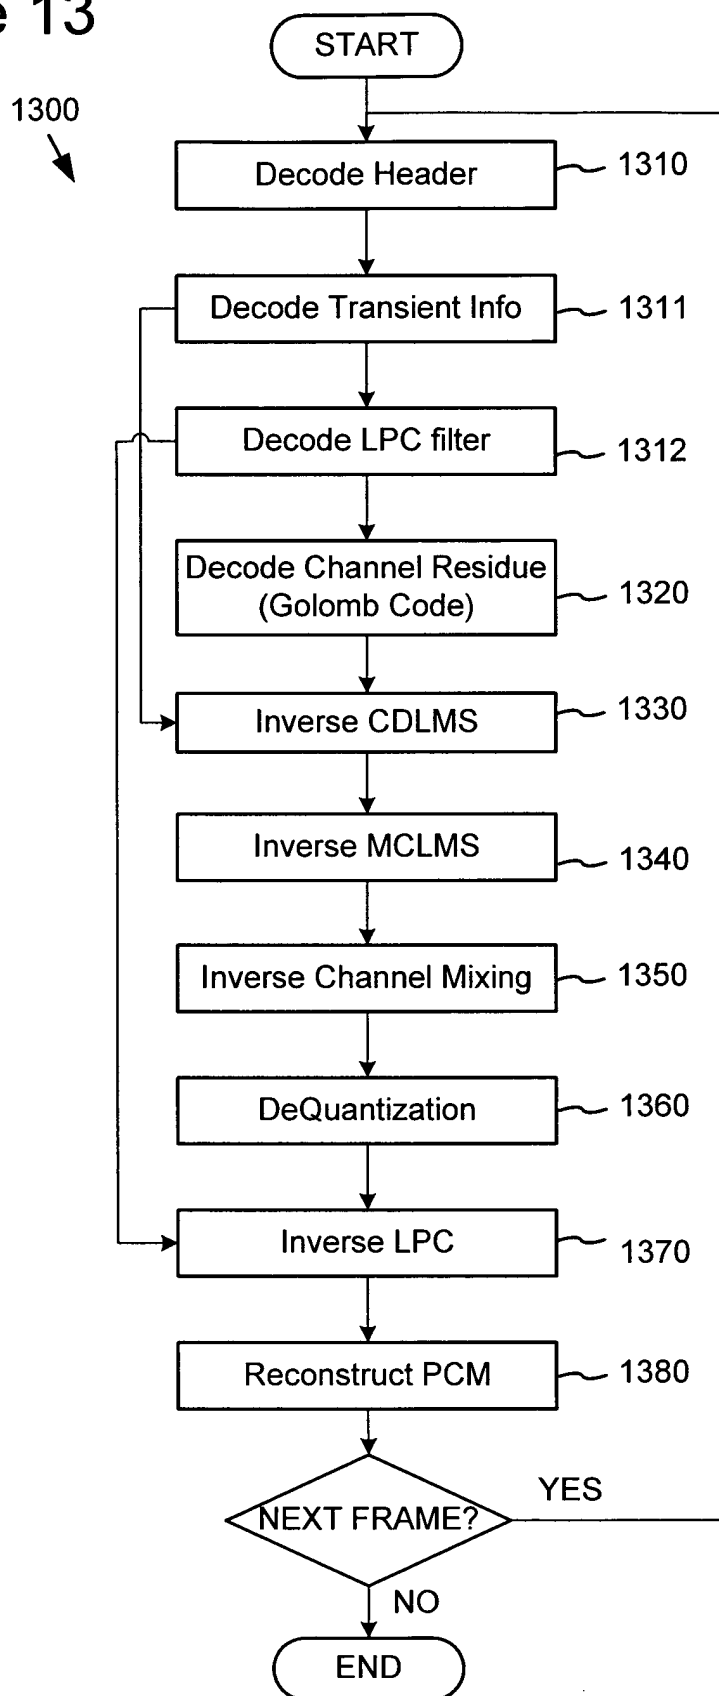 13
START
1300
Decode Header
1310
Decode Transient Info
1311
Decode LPC filter
1312
Decode Channel Residue
(Golomb Code)
1320
Inverse CDLMS
1330
Inverse MCLMS
1340
Inverse Channel Mixing
1350
DeQuantization
1360
Inverse LPC
1370
Reconstruct PCM
1380
NEXT FRAME?
YES
NO
END